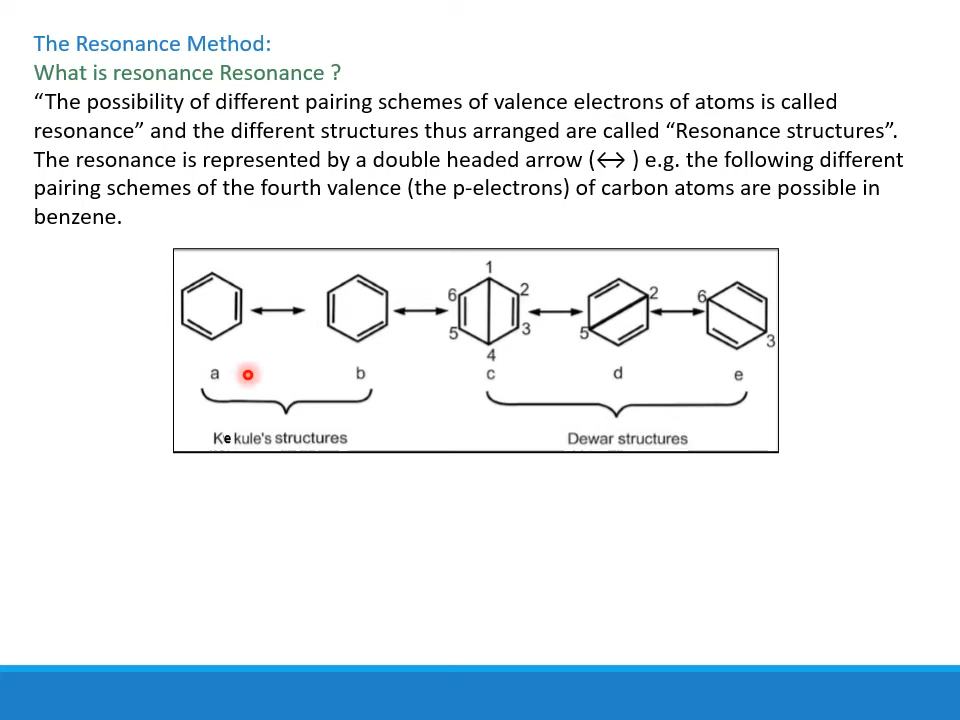 The Resonance Method:
What is resonance Resonance ?
“The possibility of different pairing schemes of valence electrons of atoms is called
resonance” and the different structures thus arranged are called “Resonance structures”.
The resonance is represented by a double headed arrow (↔ ) e.g. the following different
pairing schemes of the fourth valence (the p-electrons) of carbon atoms are possible in
benzene.
1
6 2 2 6
5 3 5 3
4
a b c d e
Kekule's structures Dewar structures